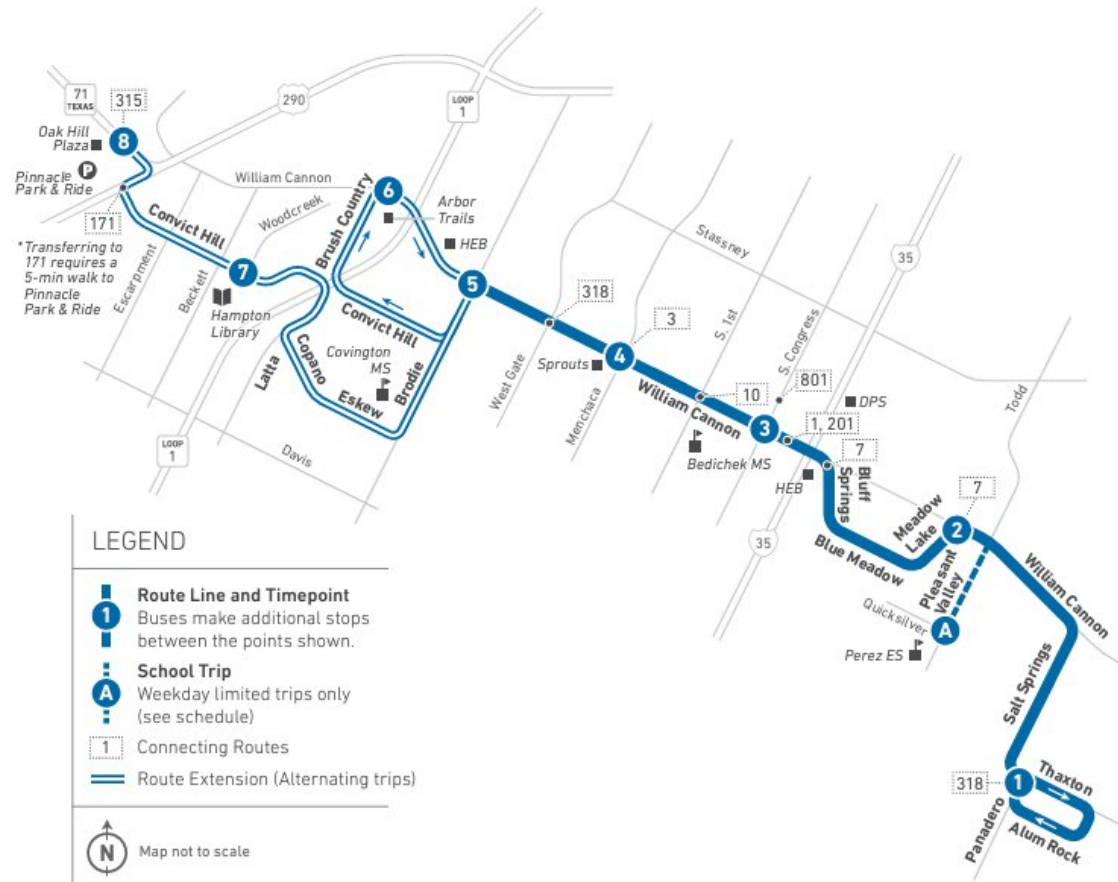 71
TEXAS
315
290
LOOP
1
Oak Hill
Plaza
8
Pinnacle
Park & Ride
P
171
*Transferring to
171 requires a
5-min walk to
Pinnacle
Park & Ride
Convict Hill
William Cannon
Woodcreek
Escarpment
Beckett
7
Hampton
Library
Brush Country
6
Arbor
Trails
HEB
5
Convict Hill
Covington
MS
Latta
Copano
Eskew
Brodie
Davis
LOOP
1
318
West Gate
Sprouts
4
3
Menchaca
William Cannon
Stassney
S. 1st
10
Bedichek MS
S. Congress
801
3
35
DPS
1, 201
HEB
7
Bluff
Springs
35
Blue Meadow
Meadow
Lake
7
2
Todd
Pleasant
Valley
William Cannon
Quicksilver
A
Perez ES
Salt Springs
318
1
Thaxton
Panadero
Alum Rock
LEGEND
1
Route Line and Timepoint
Buses make additional stops
between the points shown.
A
School Trip
Weekday limited trips only
(see schedule)
1 Connecting Routes
Route Extension (Alternating trips)
N
Map not to scale